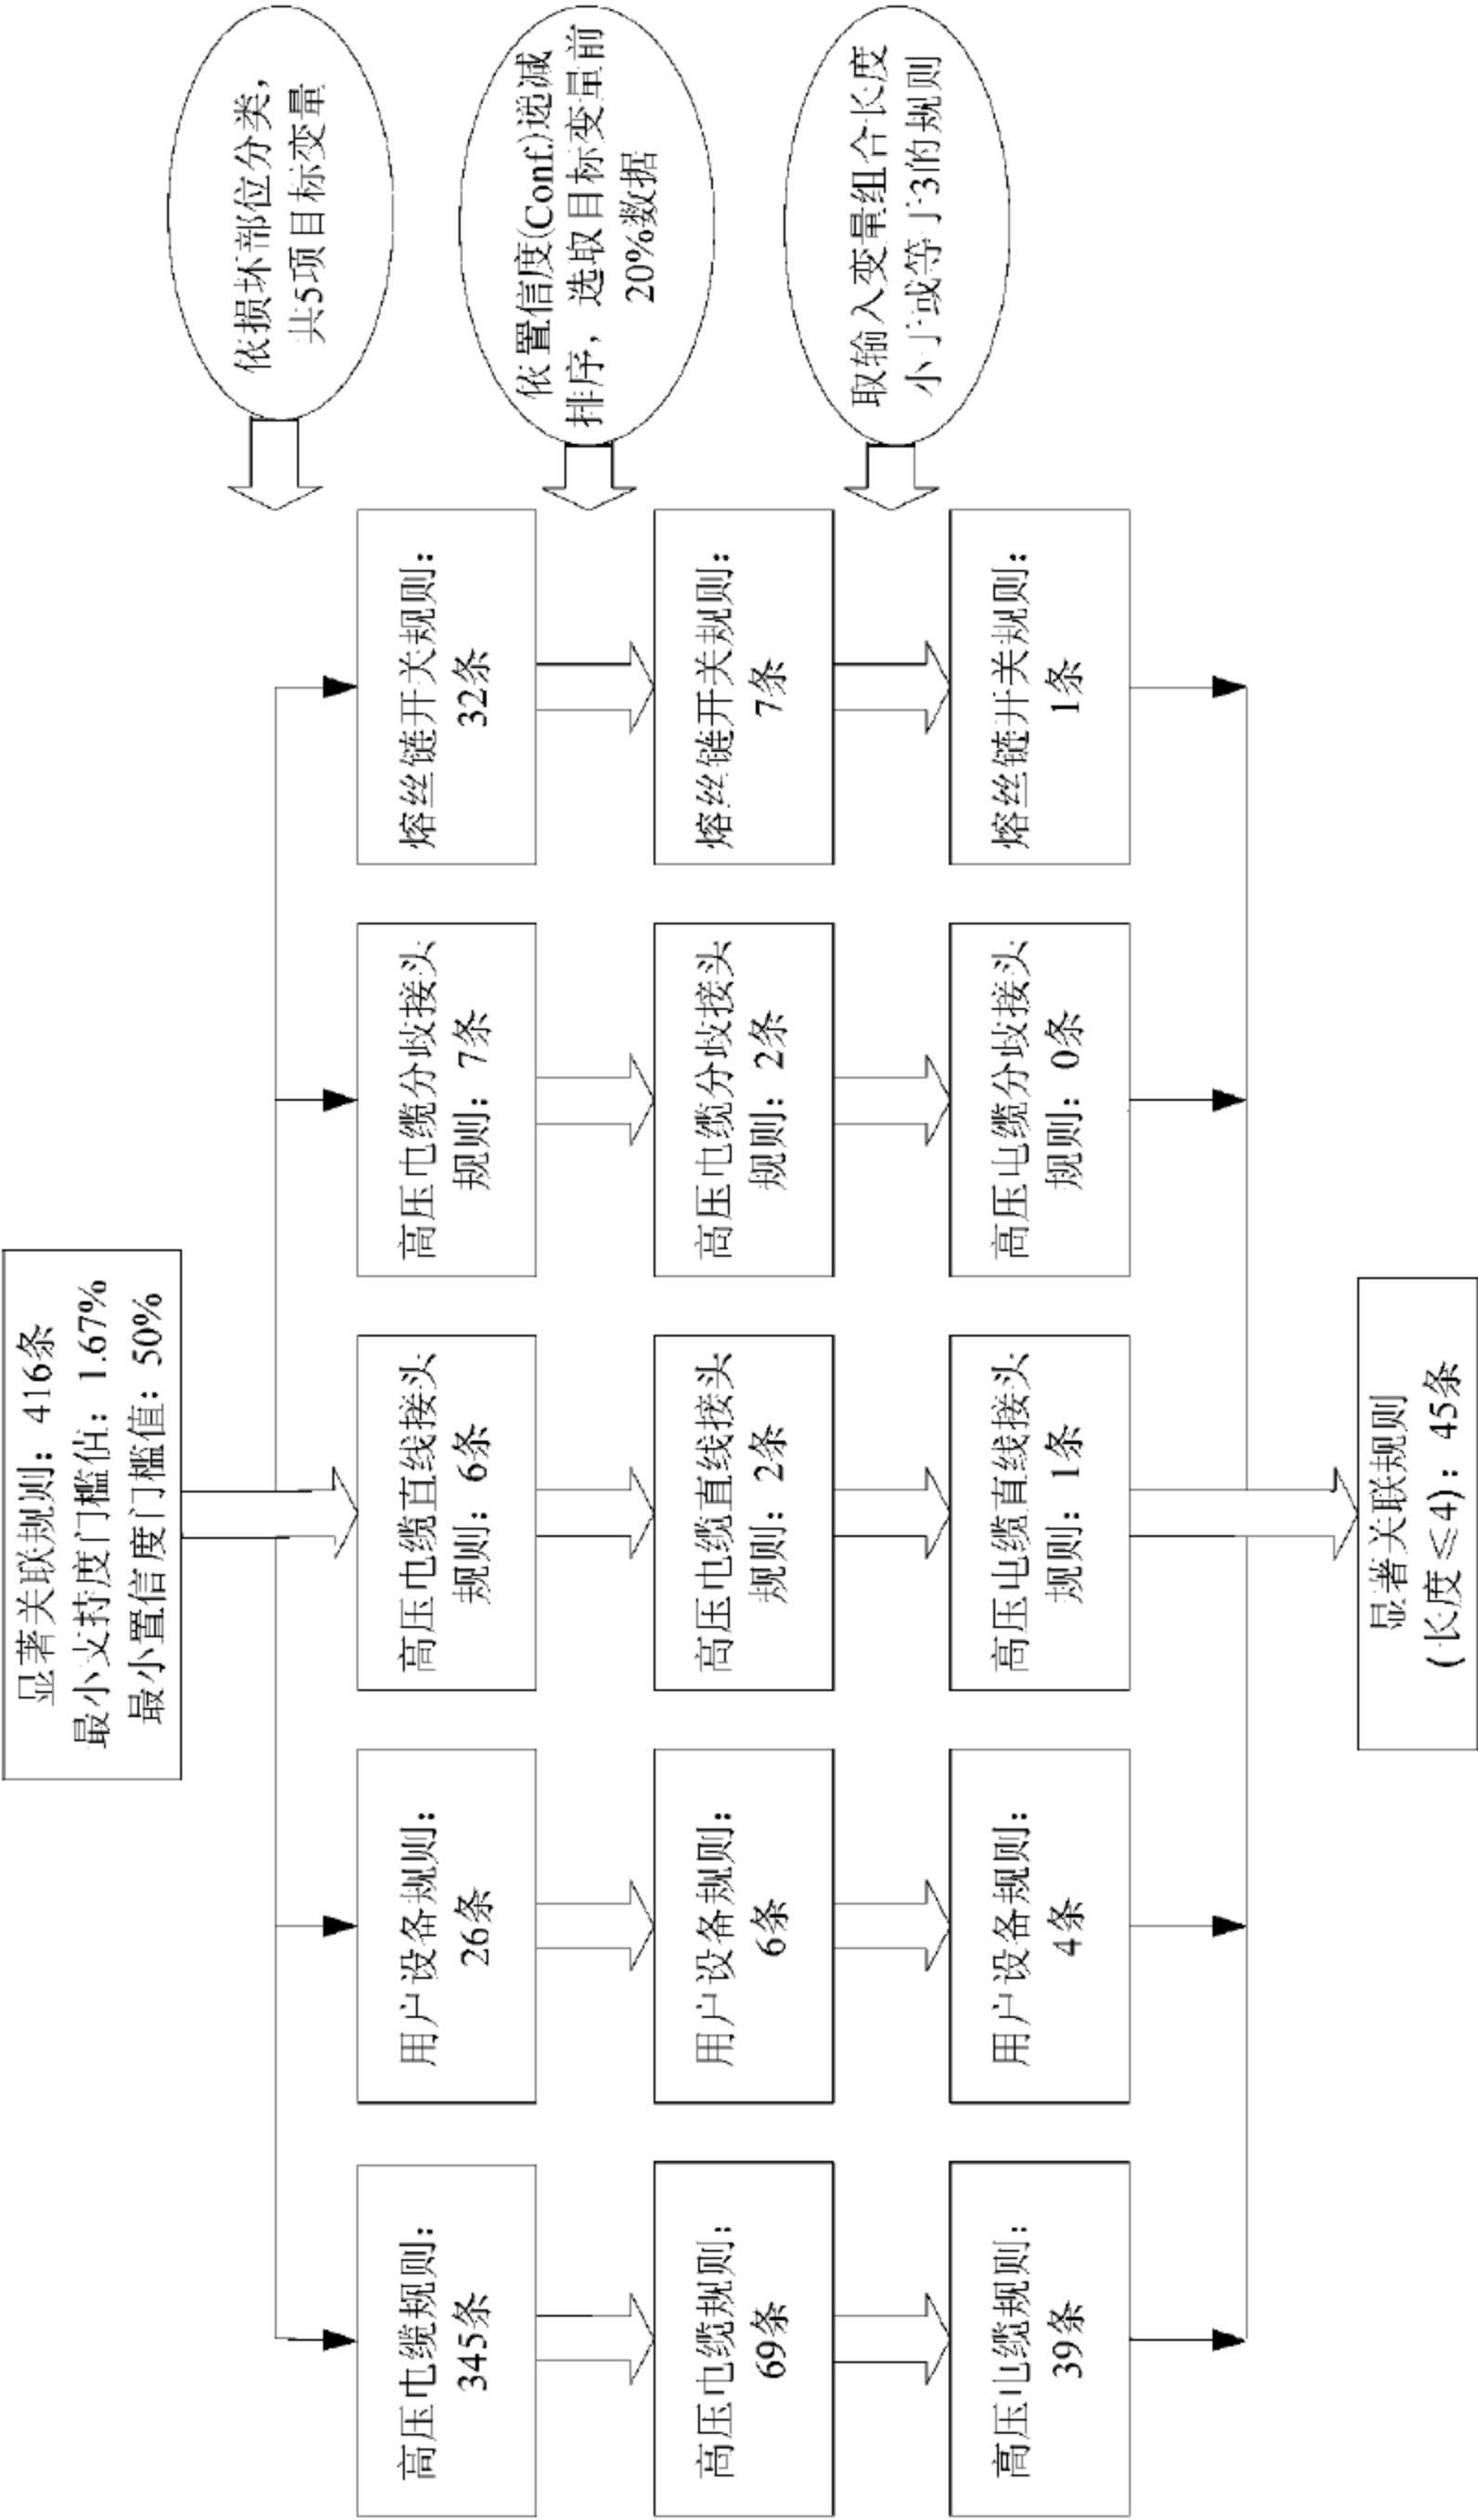 显著关联规则：416条
最小支持度门槛值：1.67%
最小置信度门槛值：50%
依损坏部位分类，
共5项目标变量
高压电缆规则：
345条
用户设备规则：
26条
高压电缆直线接头
规则：6条
高压电缆分歧接头
规则：7条
熔丝链开关规则：
32条
依置信度(Conf.)递减
排序，选取目标变量前
20%数据
高压电缆规则：
69条
用户设备规则：
6条
高压电缆直线接头
规则：2条
高压电缆分歧接头
规则：2条
熔丝链开关规则：
7条
取输入变量组合长度
小于或等于3的规则
高压电缆规则：
39条
用户设备规则：
4条
高压电缆直线接头
规则：1条
高压电缆分歧接头
规则：0条
熔丝链开关规则：
1条
显著关联规则
（长度≤4）：45条